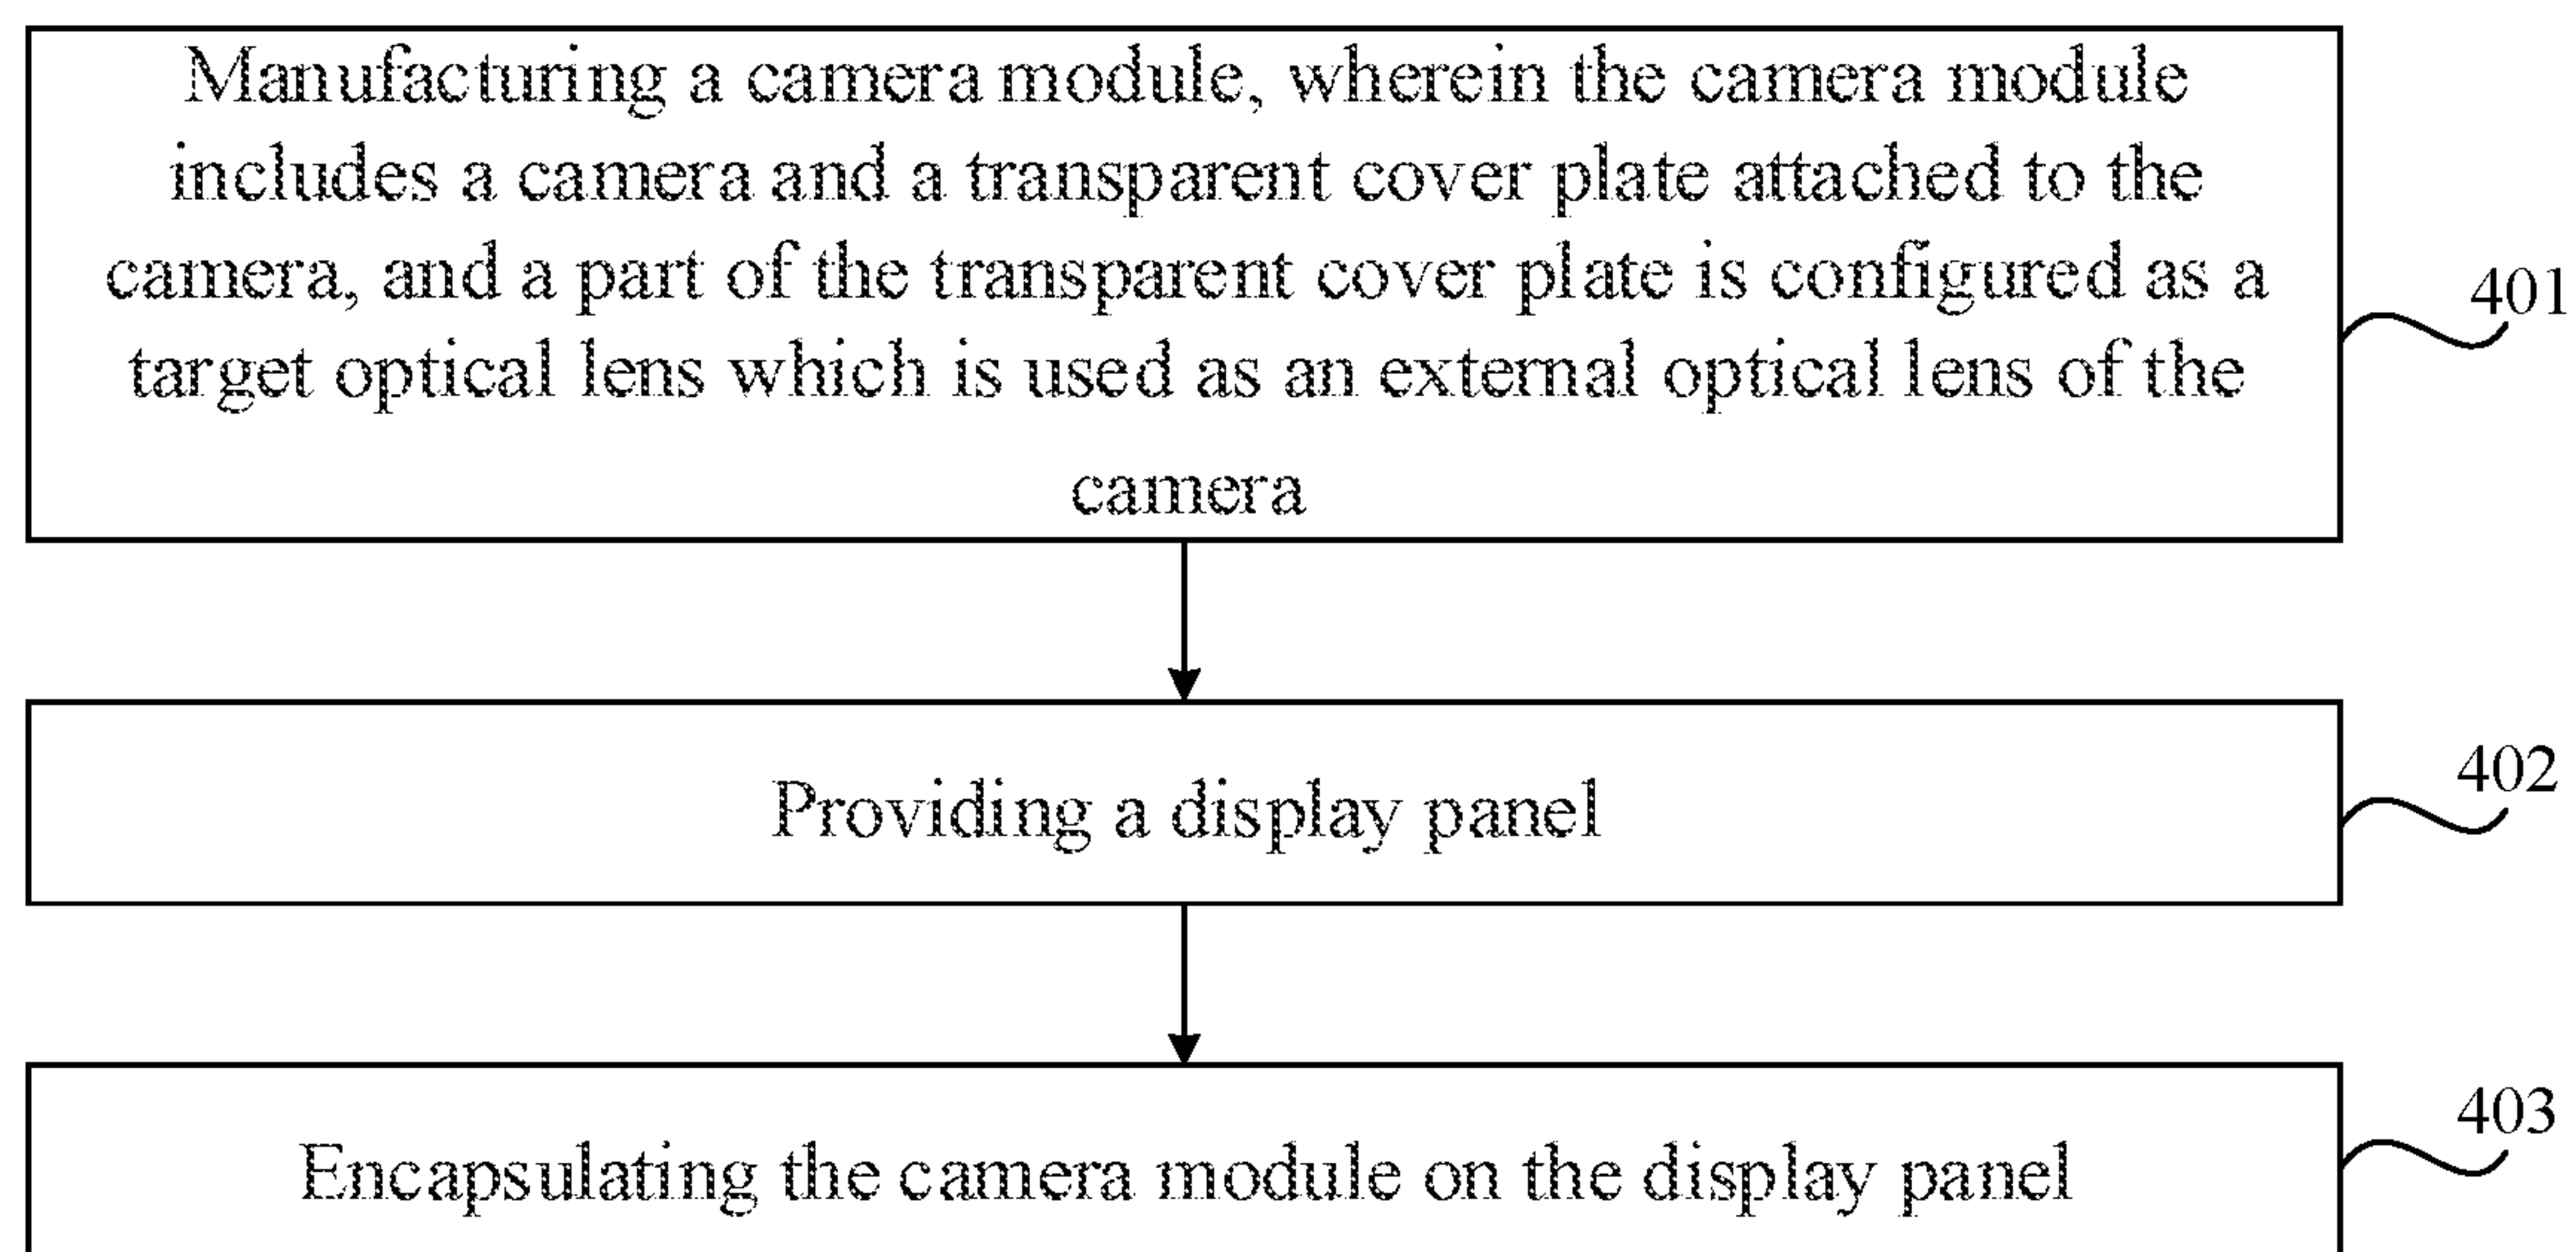 Manufacturing a camera module, wherein the camera module
includes a camera and a transparent cover plate attached to the
camera, and a part of the transparent cover plate is configured as a
target optical lens which is used as an external optical lens of the
camera
401
Providing a display panel
402
Encapsulating the camera module on the display panel
403